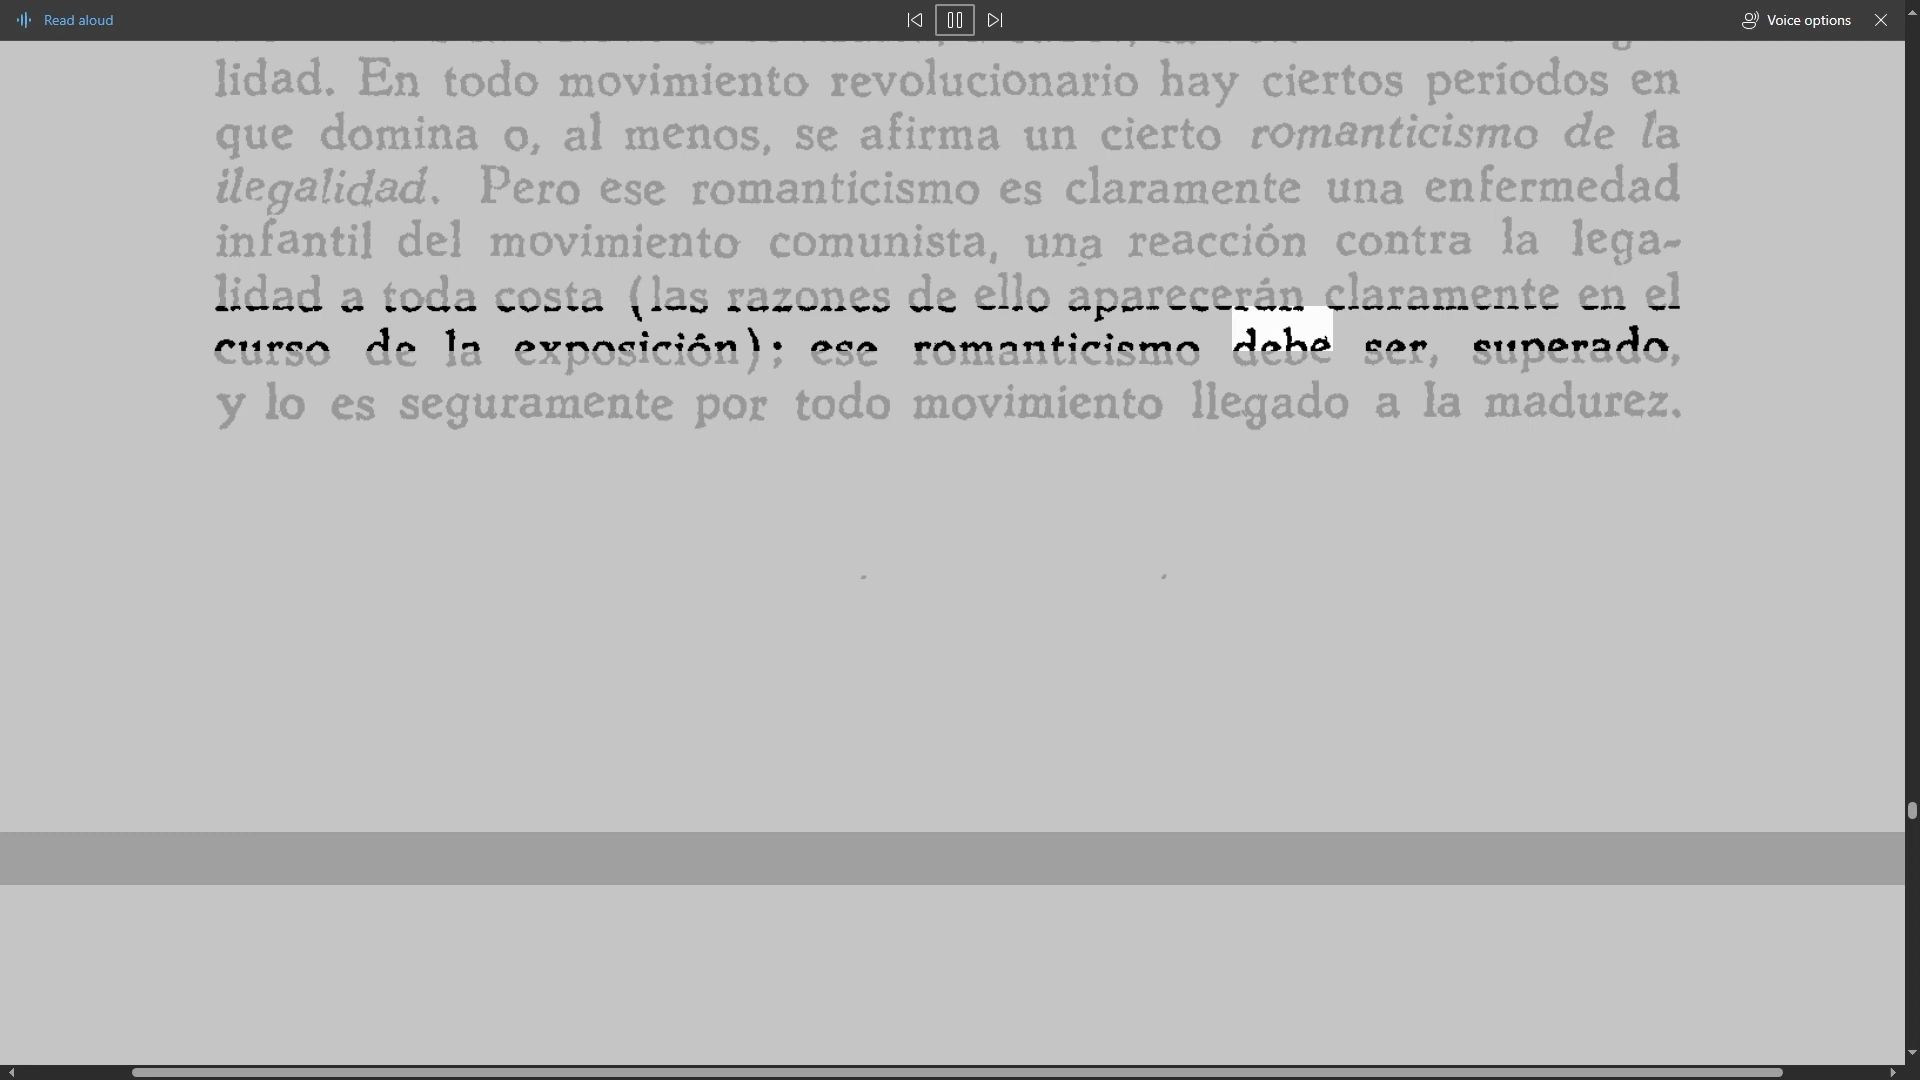 Read aloud
Voice options
lidad. En todo movimiento revolucionario hay ciertos períodos en
que domina o, al menos, se afirma un cierto romanticismo de la
ilegalidad. Pero ese romanticismo es claramente una enfermedad
infantil del movimiento comunista, una reacción contra la lega-
lidad a toda costa (las razones de ello aparecerán claramente en el
curso de la exposición); ese romanticismo debe ser, superado,
y lo es seguramente por todo movimiento llegado a la madurez.